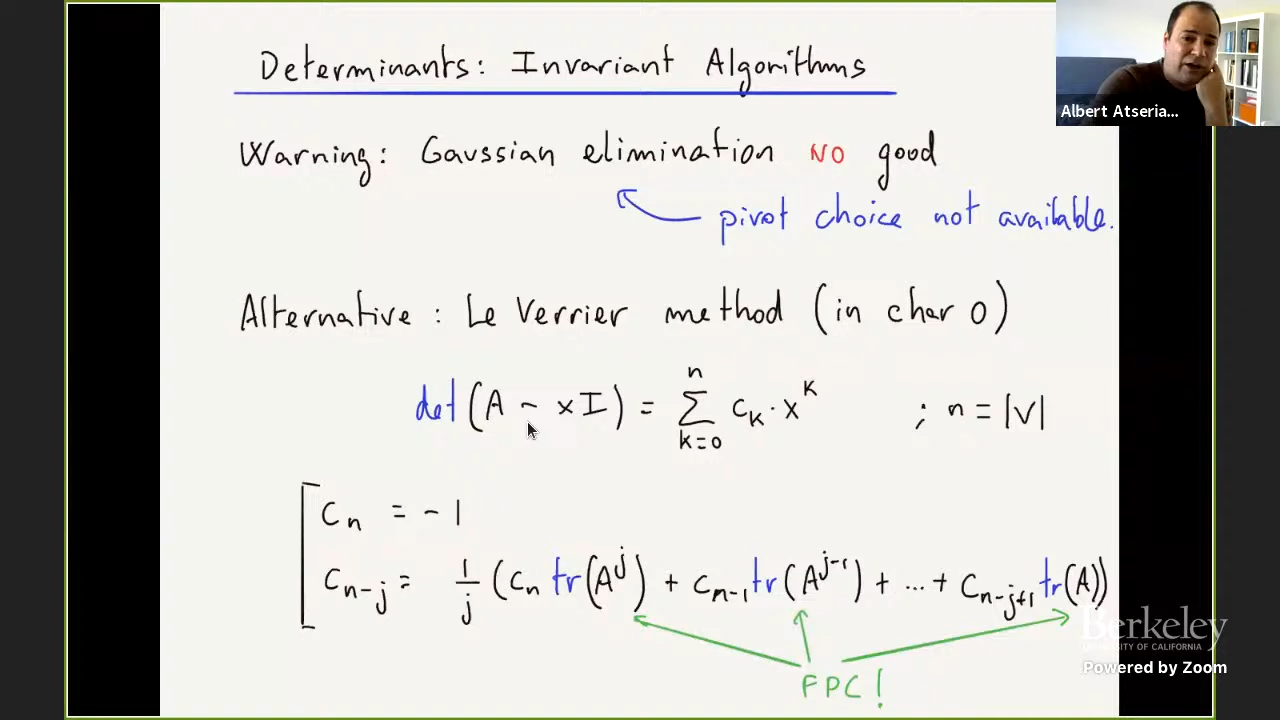 Determinants: Invariant Algorithms
Albert Atseria...
Warning: Gaussian elimination NO good
pivot choice not available.
Alternative: Le Verrier method (in char 0)
det(A - xI) = ∑_{k=0}^{n} c_k · x^k ; n = |V|
c_n = -1
c_{n-j} = 1/j (c_n tr(A^j) + c_{n-1} tr(A^{j-1}) + ... + c_{n-j+1} tr(A))
FPC!
Berkeley
UNIVERSITY OF CALIFORNIA
Powered by Zoom